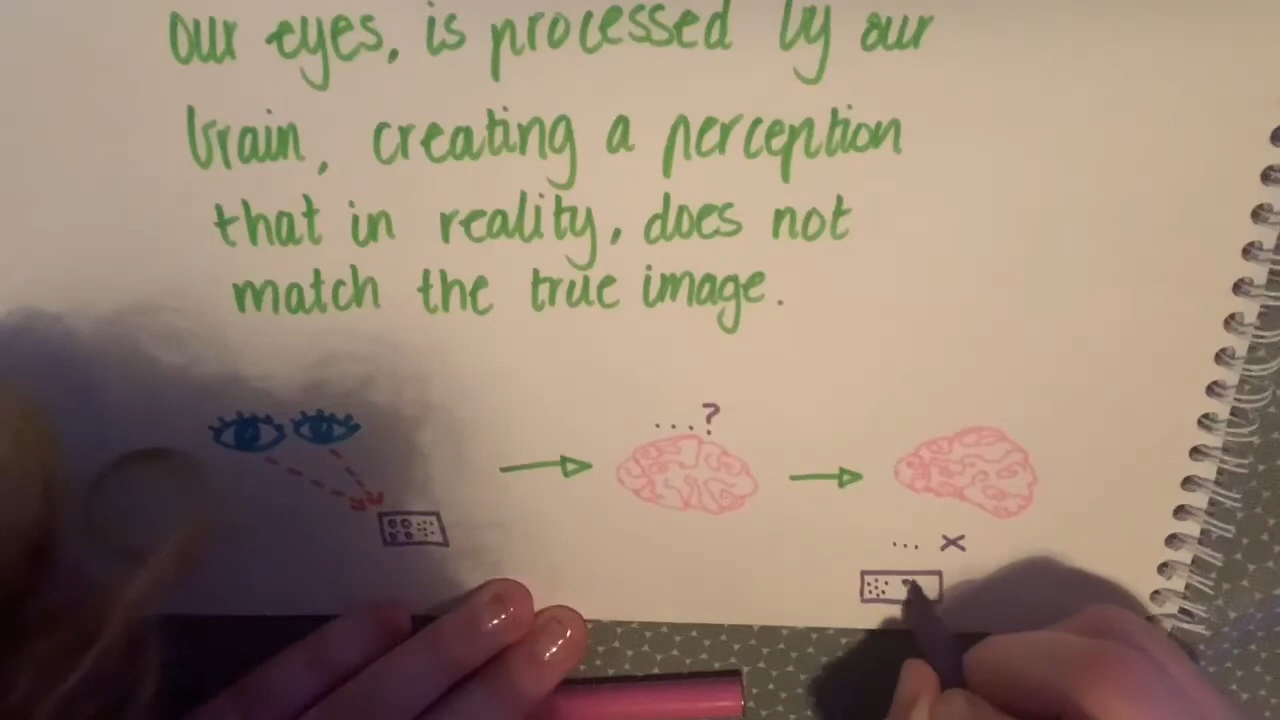 our eyes, is processed by our
brain, creating a perception
that in reality, does not
match the true image.
....?
... x